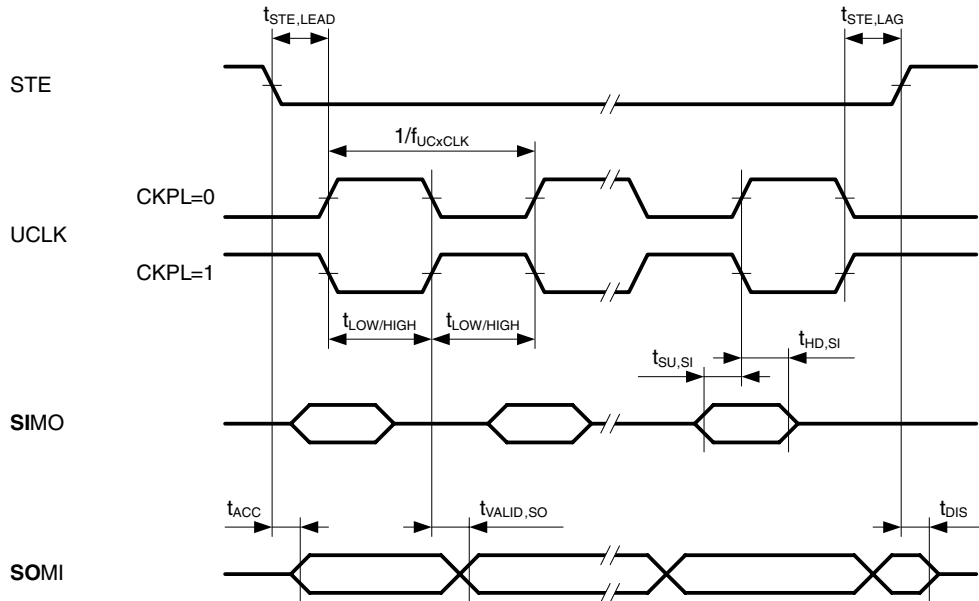 tSTE,LEAD
tSTE,LAG
STE
1/fUCxCLK
CKPL=0
UCLK
CKPL=1
tLOW/HIGH tLOW/HIGH
tHD,SI
tSU,SI
SIMO
tACC
tVALID,SO
tDIS
SOMI